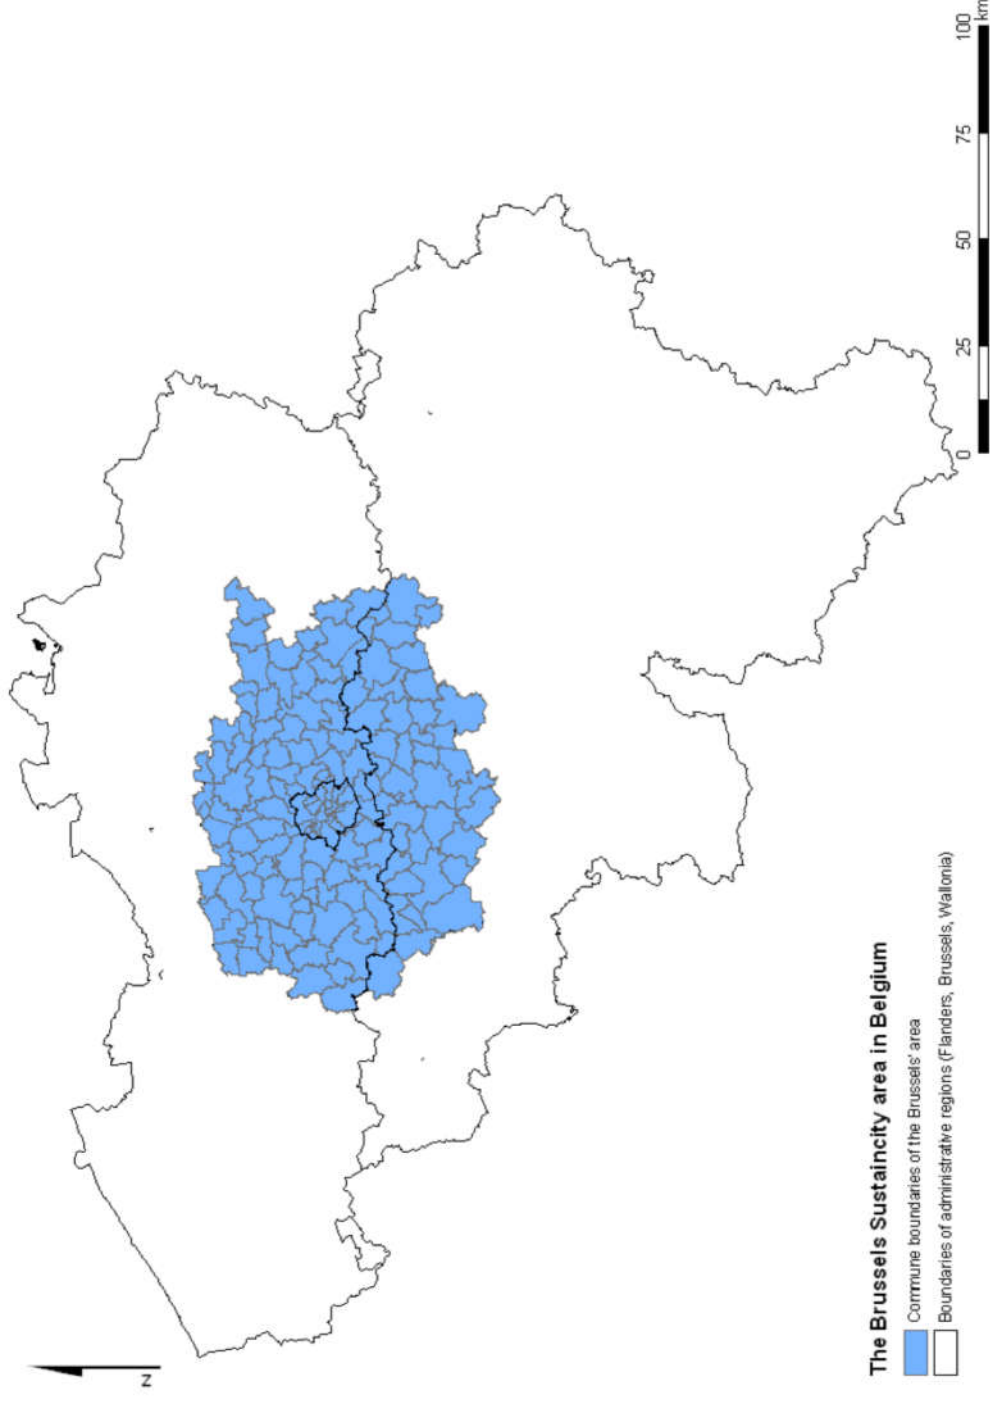 N
The Brussels Sustaincity area in Belgium
Commune boundaries of the Brussels' area
Boundaries of administrative regions (Flanders, Brussels, Wallonia)
0 25 50 75 100
km